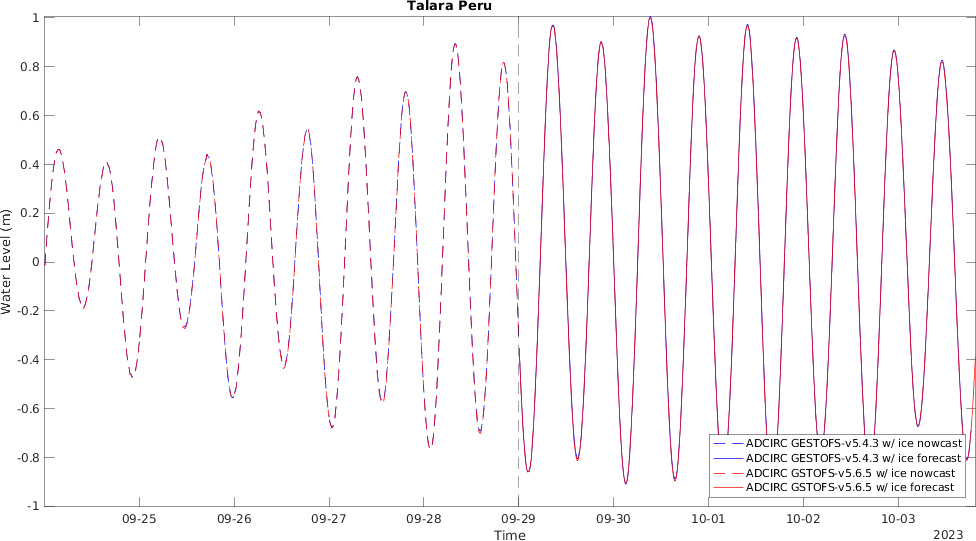 Talara Peru
1
0.8
0.6
0.4
0.2
0
-0.2
-0.4
-0.6
-0.8
-1
Water Level (m)
ADCIRC GESTOFS-v5.4.3 w/ ice nowcast
ADCIRC GESTOFS-v5.4.3 w/ ice forecast
ADCIRC GSTOFS-v5.6.5 w/ ice nowcast
ADCIRC GSTOFS-v5.6.5 w/ ice forecast
09-25 09-26 09-27 09-28 09-29 09-30 10-01 10-02 10-03
Time
2023